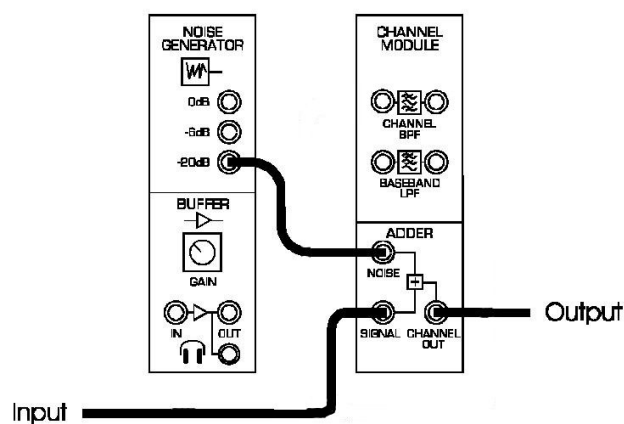 NOISE
GENERATOR
0dB
-6dB
-20dB
BUFFER
GAIN
IN
OUT
CHANNEL
MODULE
CHANNEL
BPF
BASEBAND
LPF
ADDER
NOISE
+
SIGNAL
CHANNEL
OUT
Input
Output